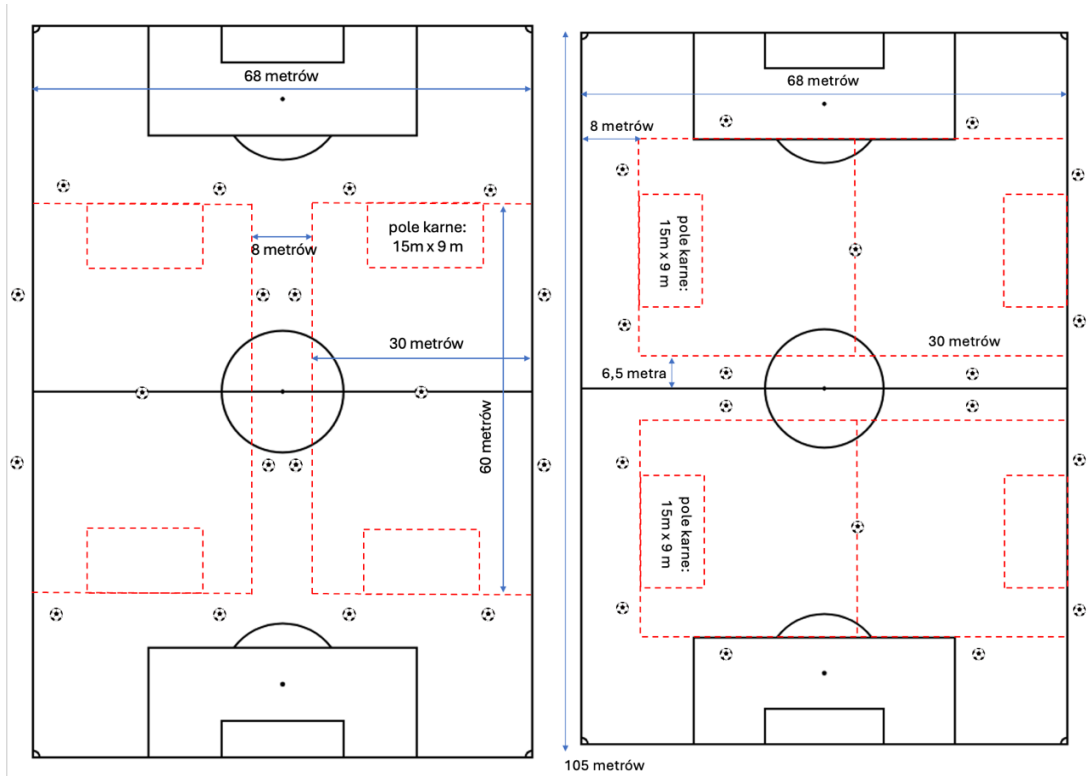 68 metrów
pole karne:
15m x 9 m
8 metrów
30 metrów
60 metrów
68 metrów
8 metrów
pole karne:
15m x 9 m
30 metrów
6,5 metra
pole karne:
15m x 9 m
105 metrów